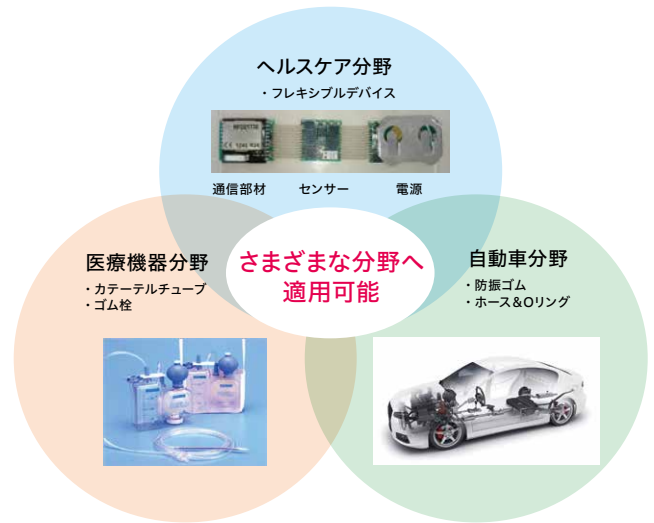 ヘルスケア分野
・フレキシブルデバイス
通信部材 センサー 電源
さまざまな分野へ
適用可能
医療機器分野
・カテーテルチューブ
・ゴム栓
自動車分野
・防振ゴム
・ホース&Oリング